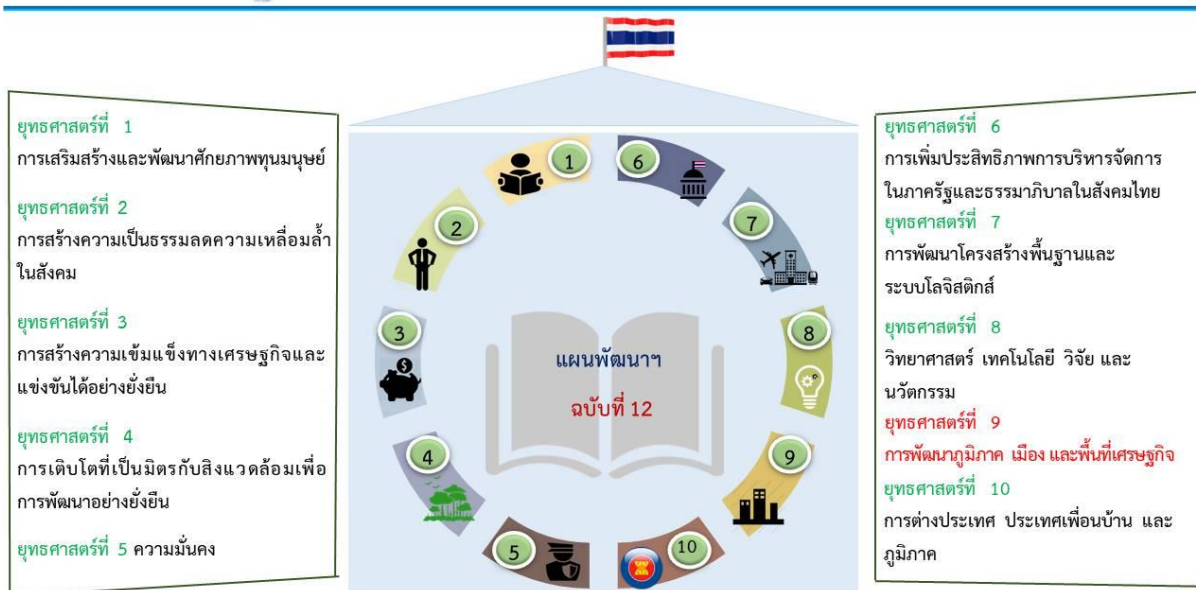 ยุทธศาสตร์ที่ 1
การเสริมสร้างและพัฒนาศักยภาพทุนมนุษย์
ยุทธศาสตร์ที่ 2
การสร้างความเป็นธรรมลดความเหลื่อมล้ำ
ในสังคม
ยุทธศาสตร์ที่ 3
การสร้างความเข้มแข็งทางเศรษฐกิจและ
แข่งขันได้อย่างยั่งยืน
ยุทธศาสตร์ที่ 4
การเติบโตที่เป็นมิตรกับสิ่งแวดล้อมเพื่อ
การพัฒนาอย่างยั่งยืน
ยุทธศาสตร์ที่ 5 ความมั่นคง
1
2
3
4
5
6
7
8
9
10
แผนพัฒนาฯ
ฉบับที่ 12
ยุทธศาสตร์ที่ 6
การเพิ่มประสิทธิภาพการบริหารจัดการ
ในภาครัฐและธรรมาภิบาลในสังคมไทย
ยุทธศาสตร์ที่ 7
การพัฒนาโครงสร้างพื้นฐานและ
ระบบโลจิสติกส์
ยุทธศาสตร์ที่ 8
วิทยาศาสตร์ เทคโนโลยี วิจัย และ
นวัตกรรม
ยุทธศาสตร์ที่ 9
การพัฒนาภูมิภาค เมือง และพื้นที่เศรษฐกิจ
ยุทธศาสตร์ที่ 10
การต่างประเทศ ประเทศเพื่อนบ้าน และ
ภูมิภาค